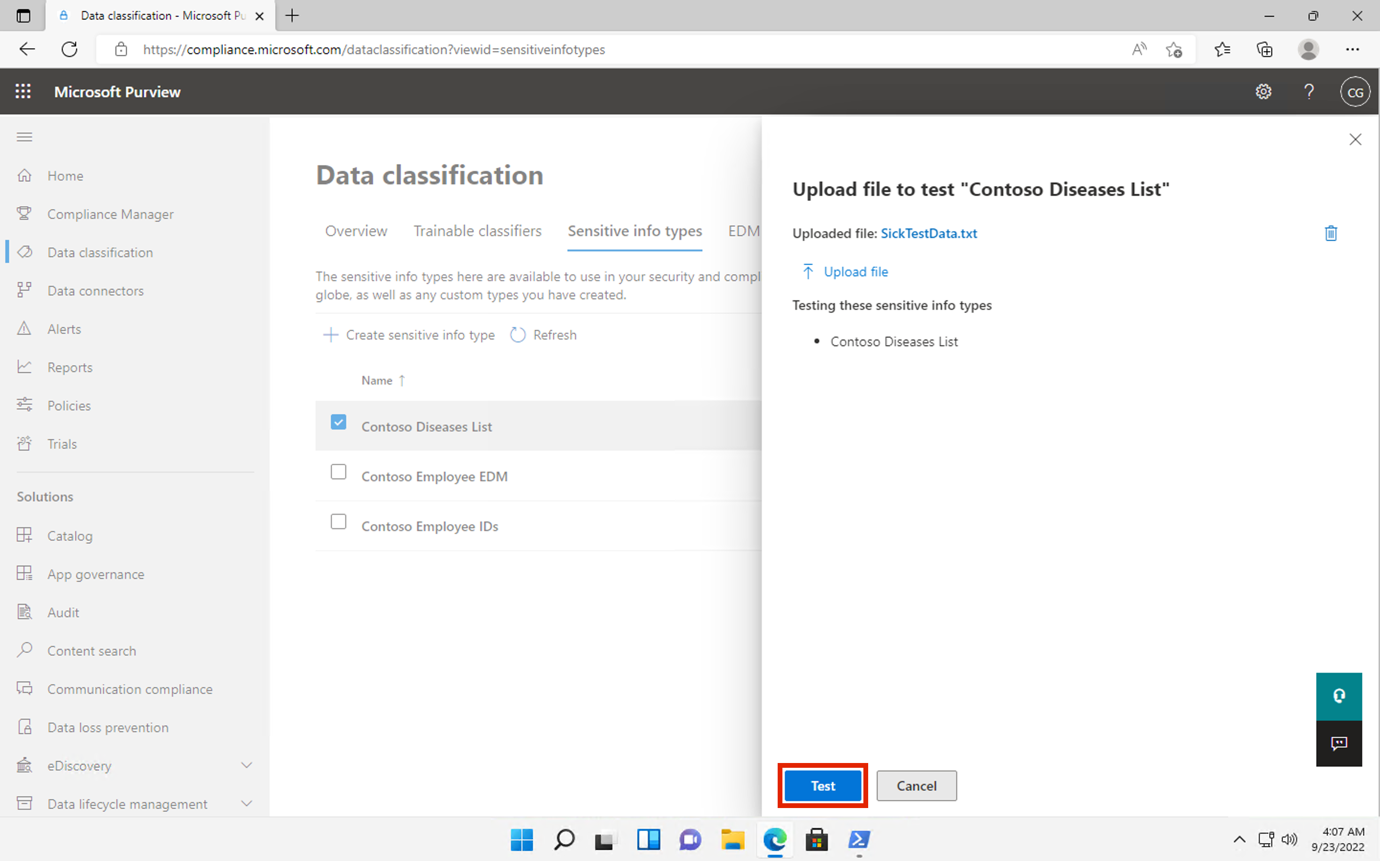 Data classification - Microsoft Pu
https://compliance.microsoft.com/dataclassification?viewid=sensitiveinfotypes
Microsoft Purview
CG
Home
Compliance Manager
Data classification
Data connectors
Alerts
Reports
Policies
Trials
Solutions
Catalog
App governance
Audit
Content search
Communication compliance
Data loss prevention
eDiscovery
Data lifecycle management
Data classification
Overview Trainable classifiers Sensitive info types EDM
The sensitive info types here are available to use in your security and compl
globe, as well as any custom types you have created.
Create sensitive info type Refresh
Name ↑
Contoso Diseases List
Contoso Employee EDM
Contoso Employee IDs
Upload file to test "Contoso Diseases List"
Uploaded file: SickTestData.txt
Upload file
Testing these sensitive info types
• Contoso Diseases List
Test Cancel
4:07 AM
9/23/2022